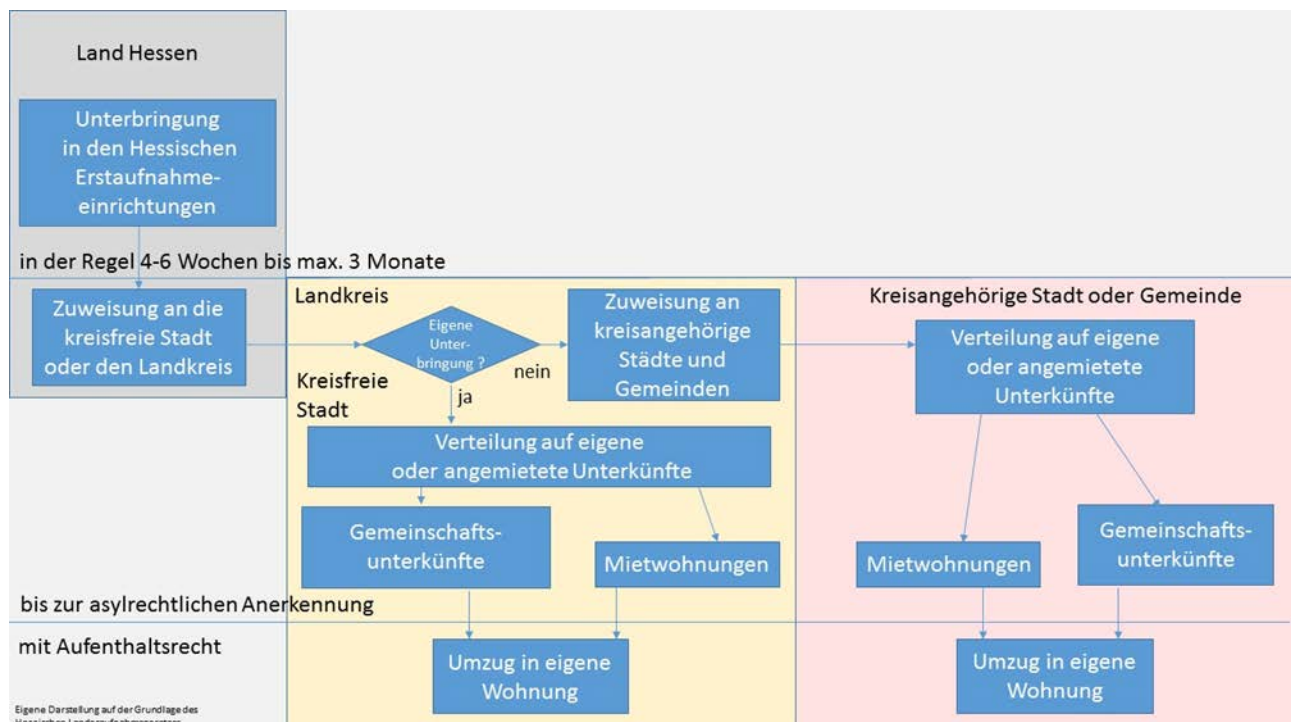 Land Hessen
Unterbringung
in den Hessischen
Erstaufnahme-
einrichtungen
in der Regel 4-6 Wochen bis max. 3 Monate
Zuweisung an die
kreisfreie Stadt
oder den Landkreis
Landkreis
Eigene
Unter-
bringung ?
nein
ja
Kreisfreie
Stadt
Zuweisung an
kreisangehörige
Städte und
Gemeinden
Verteilung auf eigene
oder angemietete Unterkünfte
Gemeinschafts-
unterkünfte
Mietwohnungen
Kreisangehörige Stadt oder Gemeinde
Verteilung auf eigene
oder angemietete
Unterkünfte
Mietwohnungen
Gemeinschafts-
unterkünfte
bis zur asylrechtlichen Anerkennung
mit Aufenthaltsrecht
Umzug in eigene
Wohnung
Umzug in eigene
Wohnung
Eigene Darstellung auf der Grundlage des